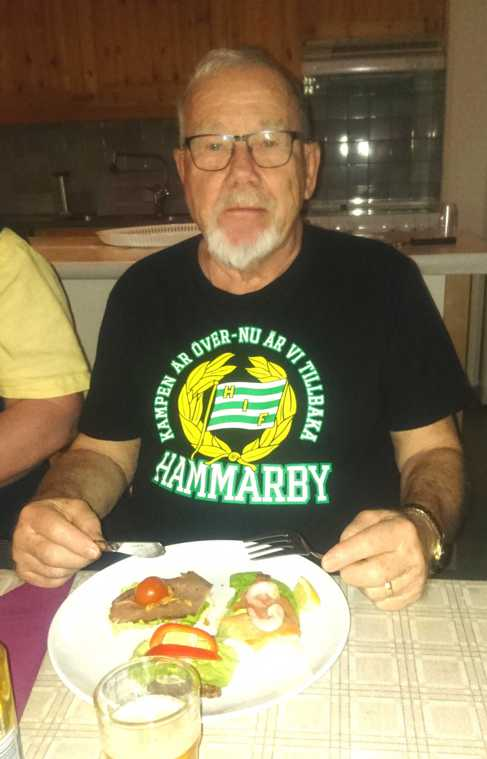 KAMPEN ÄR ÖVER-NU ÄR VI TILLBAKA
HIF
HAMMARBY